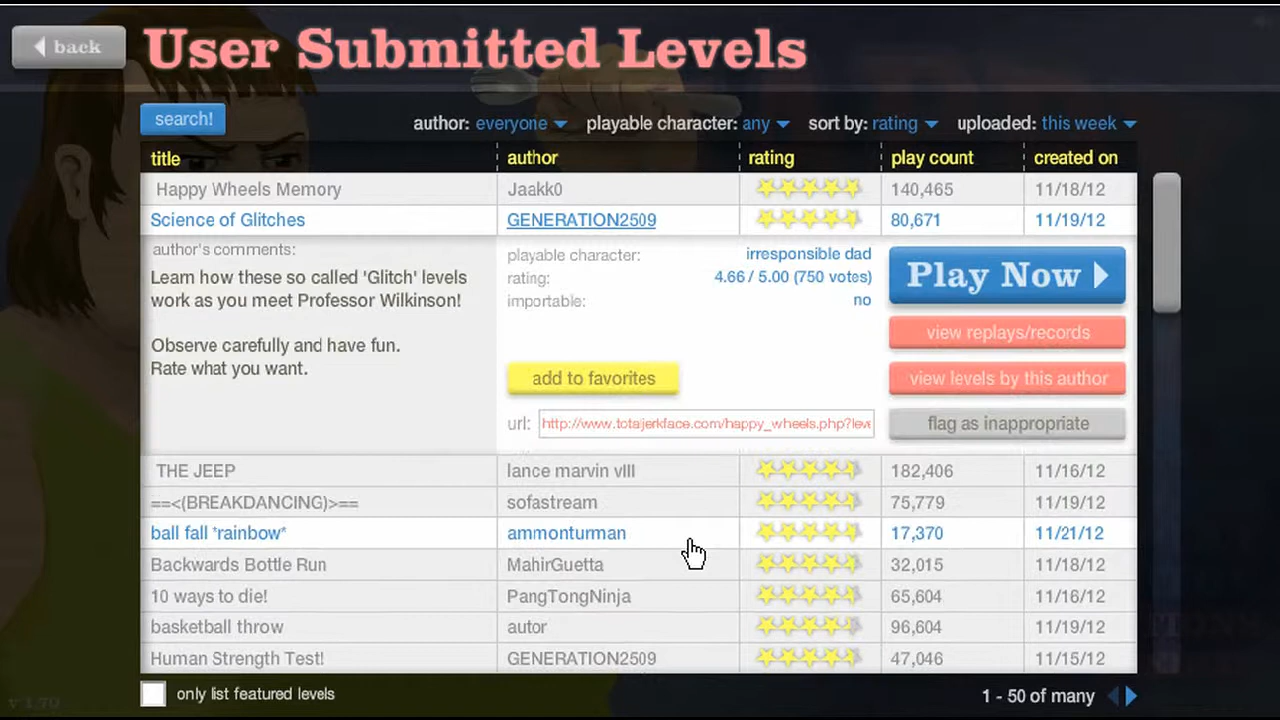 back
User Submitted Levels
search!
author: everyone playable character: any sort by: rating uploaded: this week
title author rating play count created on
Happy Wheels Memory Jaakk0 140,465 11/18/12
Science of Glitches GENERATION2509 80,671 11/19/12
author's comments:
Learn how these so called 'Glitch' levels
work as you meet Professor Wilkinson!
Observe carefully and have fun.
Rate what you want.
playable character: irresponsible dad
rating: 4.66 / 5.00 (750 votes)
importable: no
add to favorites
url: http://www.totaljerkface.com/happy_wheels.php?leve
Play Now
view replays/records
view levels by this author
flag as inappropriate
THE JEEP lance marvin vIII 182,406 11/16/12
==<(BREAKDANCING)>== sofastream 75,779 11/19/12
ball fall *rainbow* ammonturman 17,370 11/21/12
Backwards Bottle Run MahirGuetta 32,015 11/18/12
10 ways to die! PangTongNinja 65,604 11/16/12
basketball throw autor 96,604 11/19/12
Human Strength Test! GENERATION2509 47,046 11/15/12
only list featured levels
1 - 50 of many
v 1.70